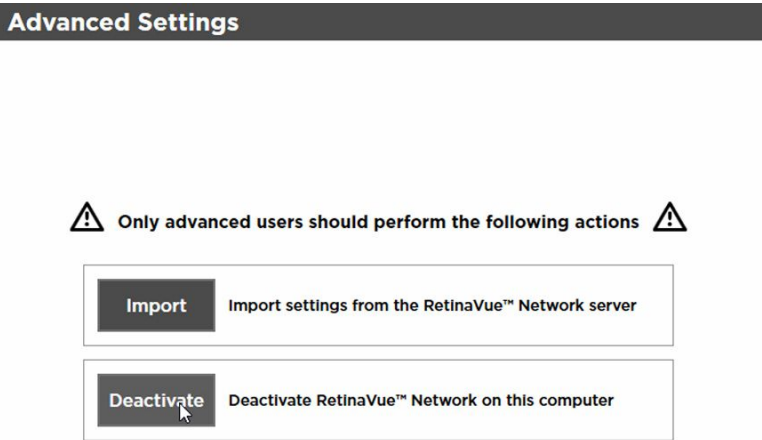 Advanced Settings
Only advanced users should perform the following actions
Import
Import settings from the RetinaVue™ Network server
Deactivate
Deactivate RetinaVue™ Network on this computer